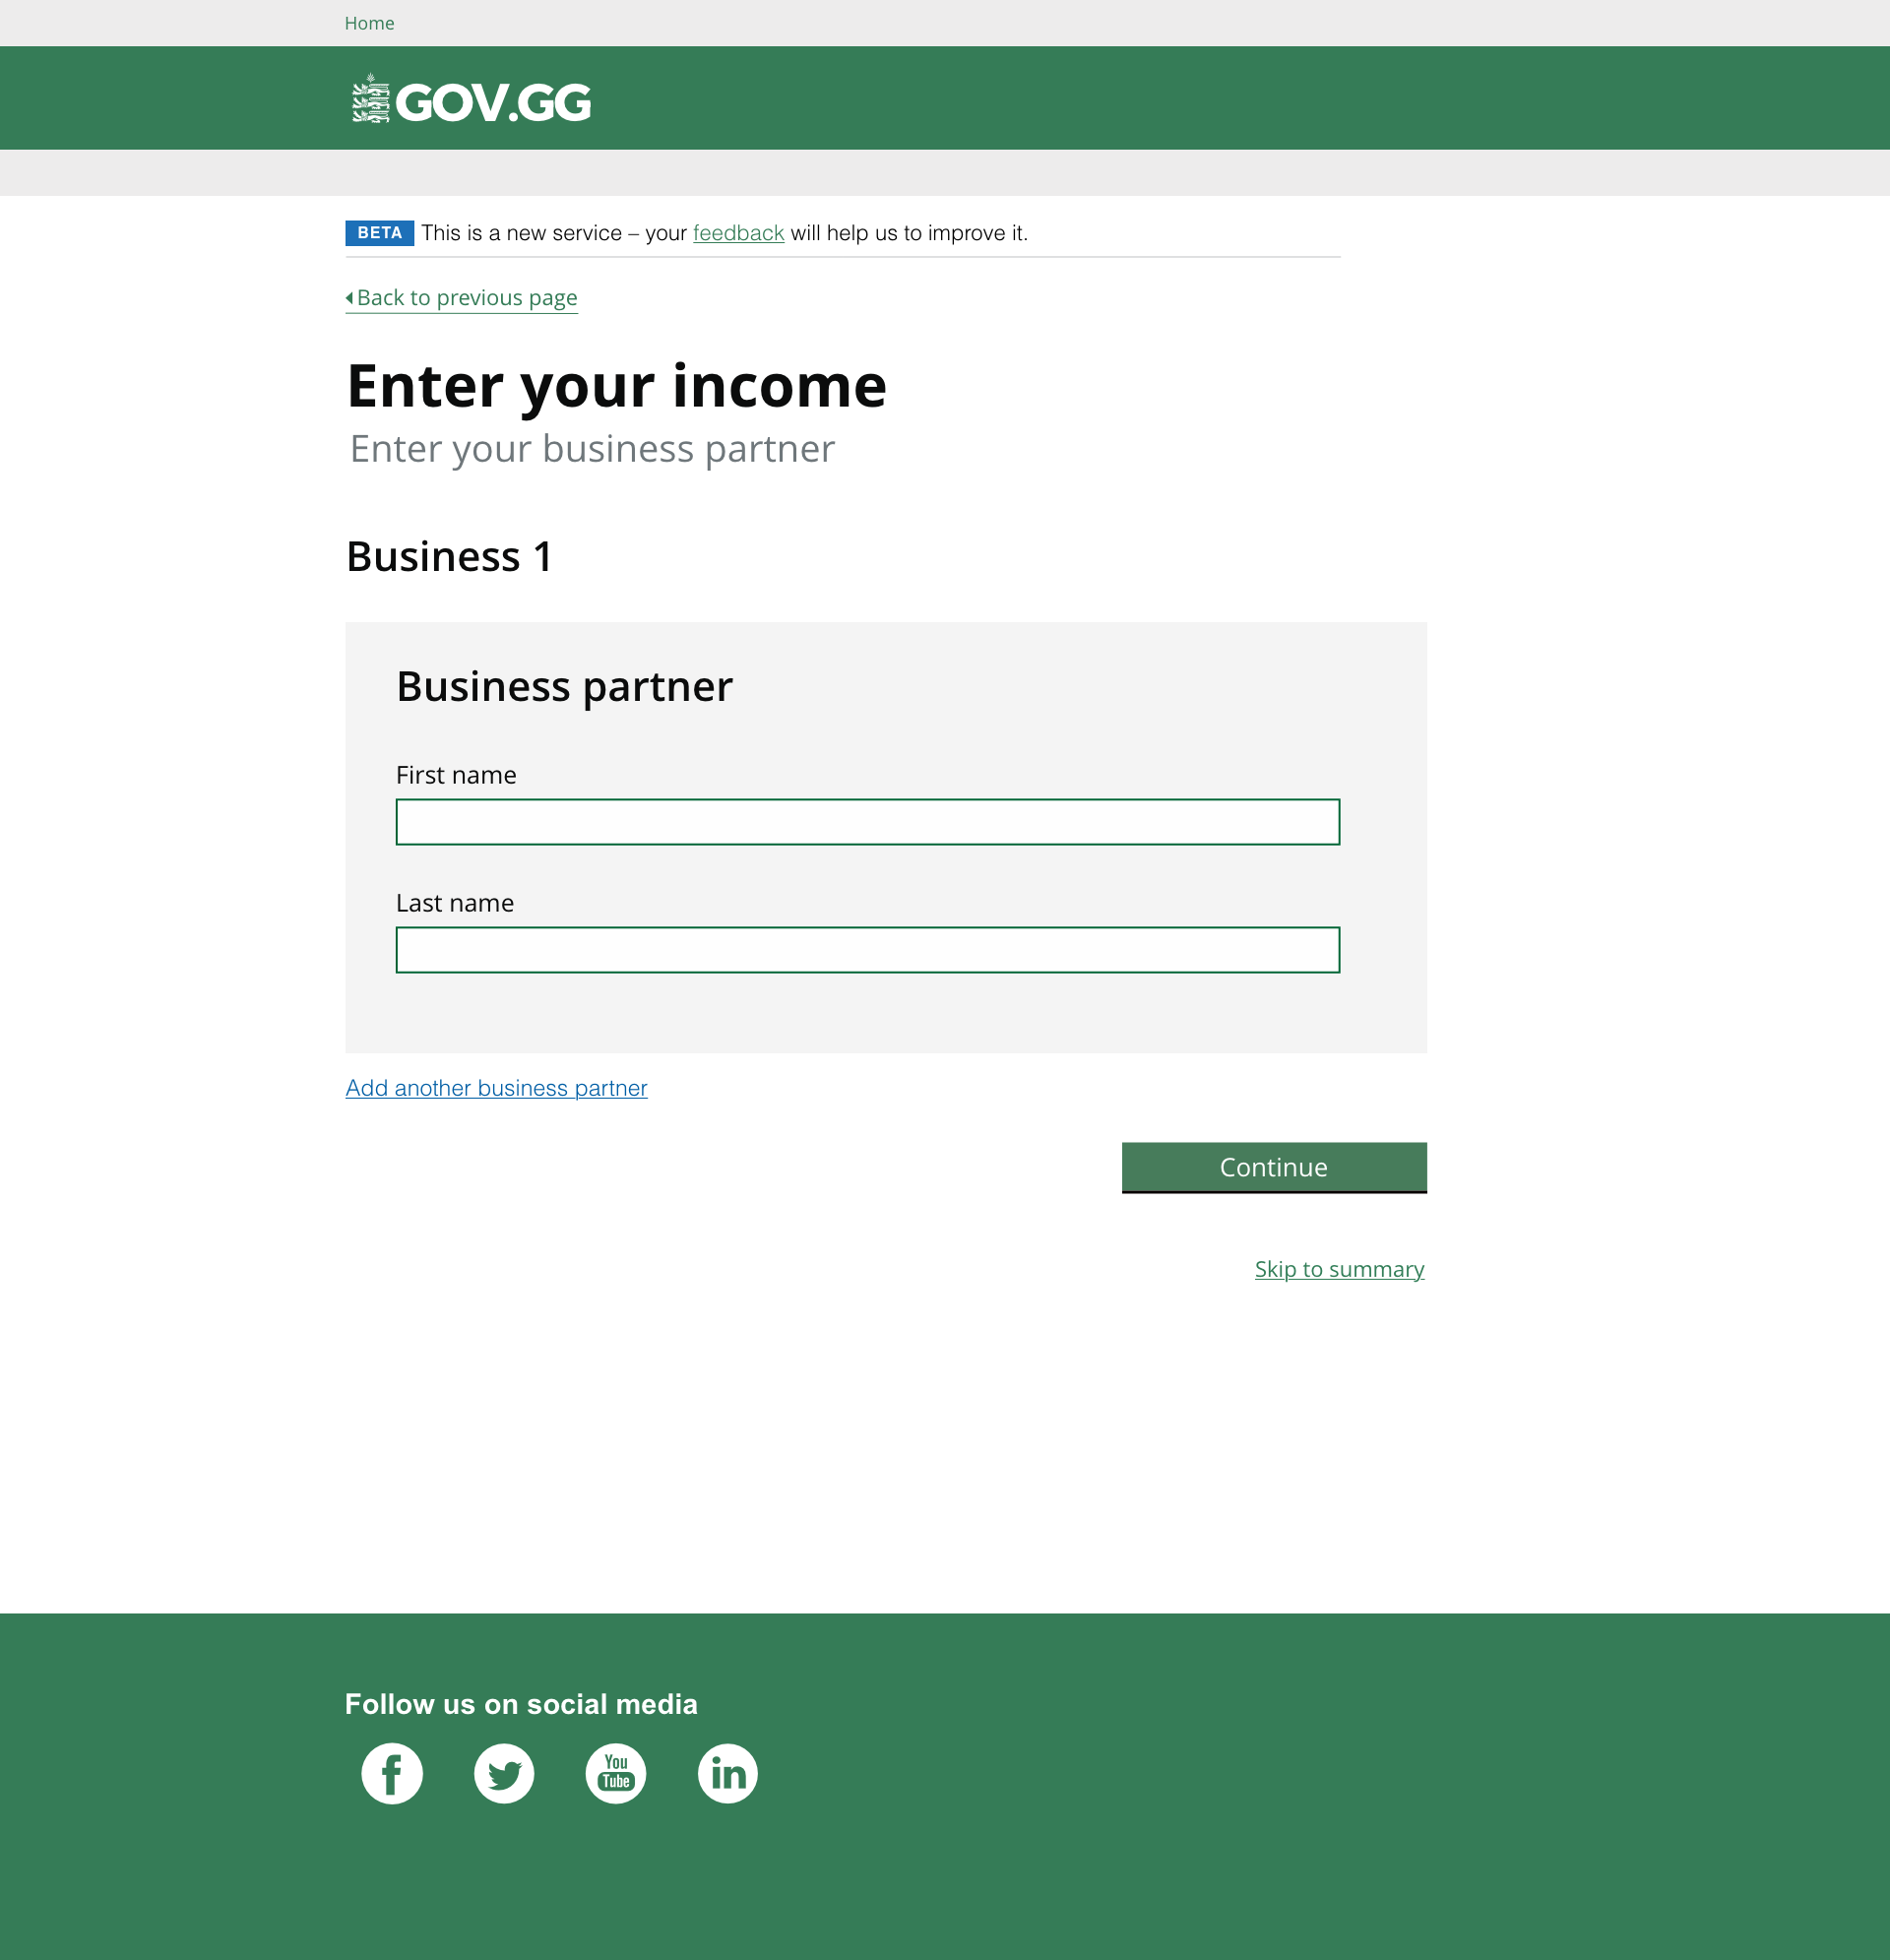 Home
GOV.GG
BETA This is a new service – your feedback will help us to improve it.
Back to previous page
Enter your income
Enter your business partner
Business 1
Business partner
First name
Last name
Add another business partner
Continue
Skip to summary
Follow us on social media
f
You
Tube
in